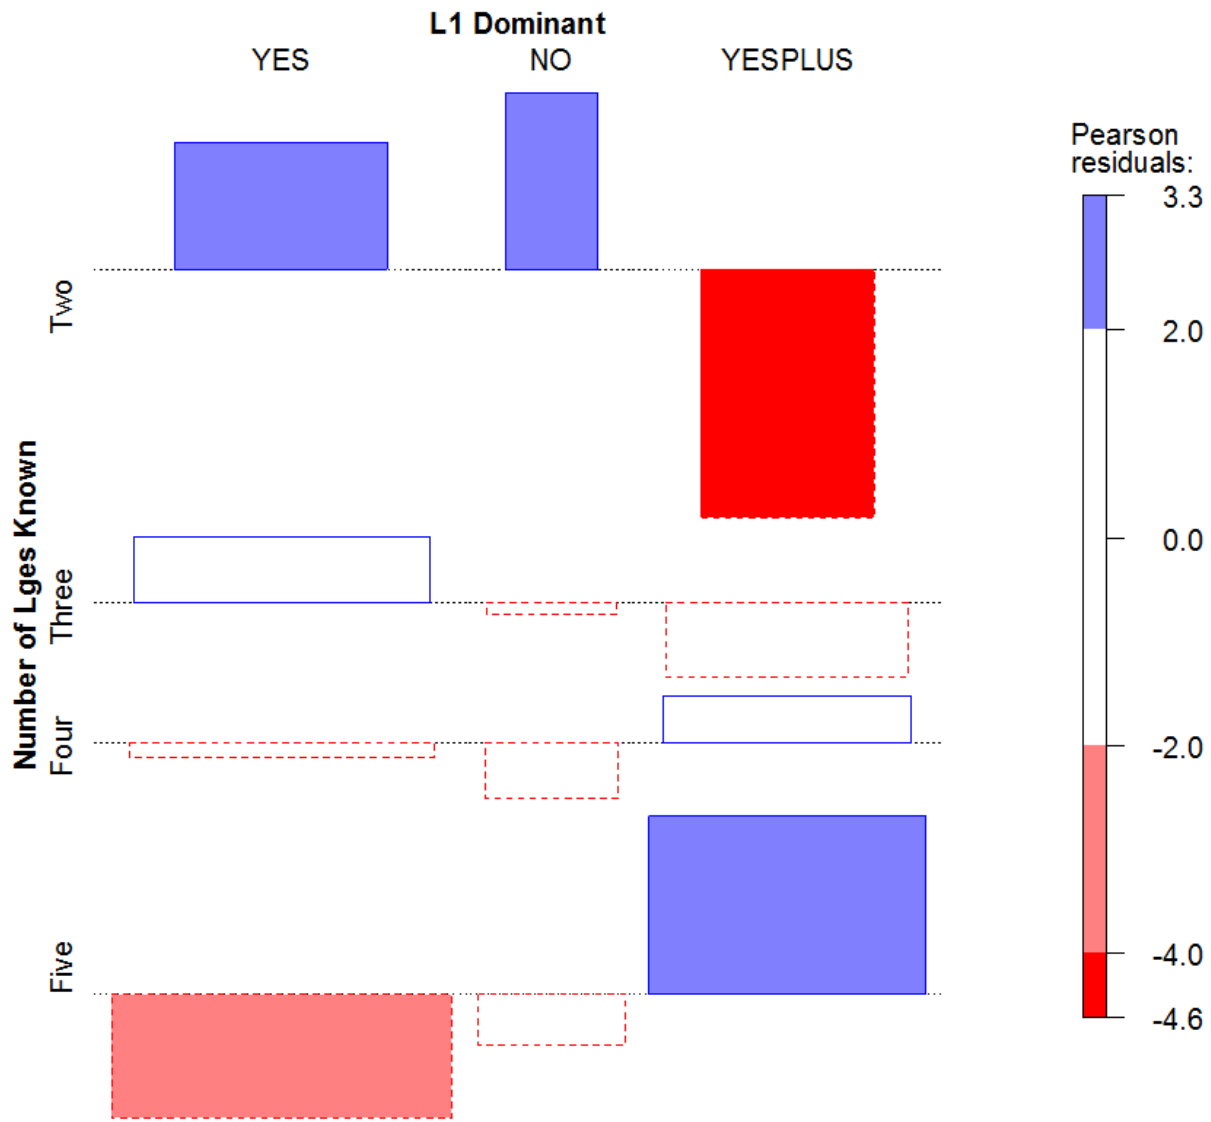 L1 Dominant
YES NO YESPLUS
Number of Lges Known
Two
Three
Four
Five
Pearson
residuals:
3.3
2.0
0.0
-2.0
-4.0
-4.6